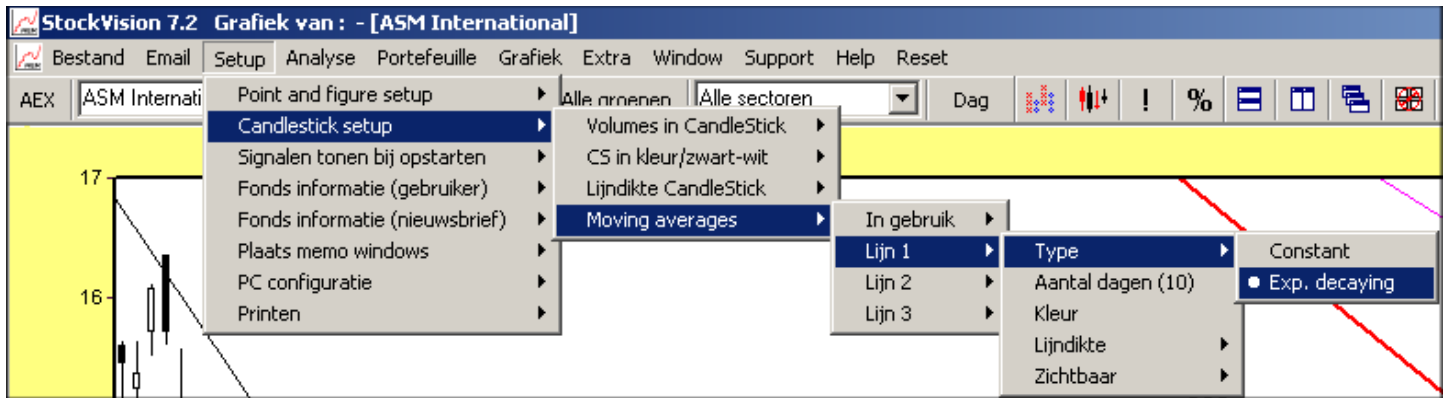 StockVision 7.2 Grafiek van : - [ASM International]
Bestand Email Setup Analyse Portefeuille Grafiek Extra Window Support Help Reset
AEX ASM Internati Alle groepen Alle sectoren Dag ! %
Point and figure setup
Candlestick setup
Signalen tonen bij opstarten
Fonds informatie (gebruiker)
Fonds informatie (nieuwsbrief)
Plaats memo windows
PC configuratie
Printen
Volumes in CandleStick
CS in kleur/zwart-wit
Lijndikte CandleStick
Moving averages
In gebruik
Lijn 1
Lijn 2
Lijn 3
Type
Aantal dagen (10)
Kleur
Lijndikte
Zichtbaar
Constant
Exp. decaying
17
16